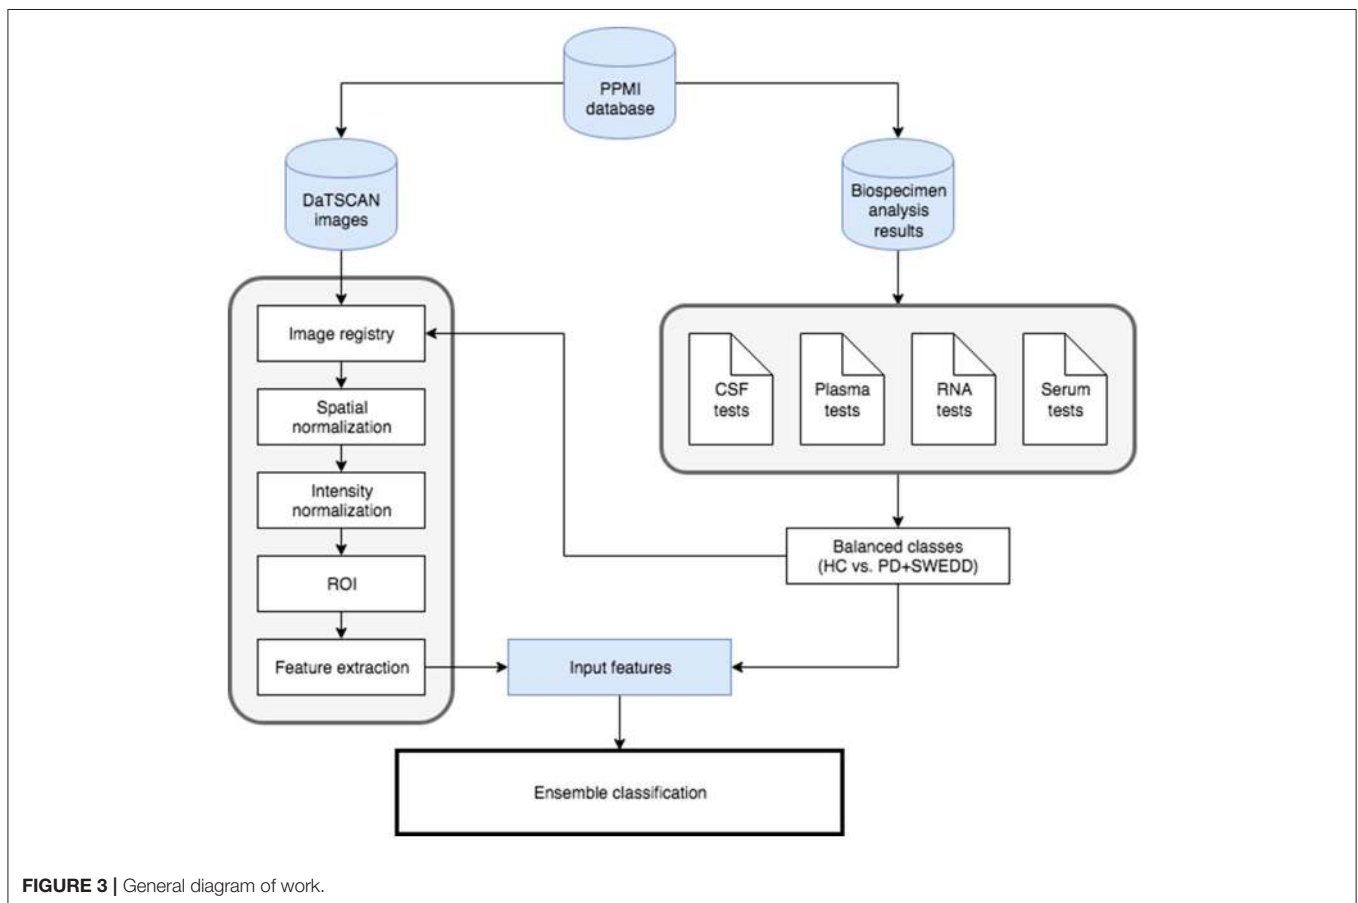 PPMI
database
DaTSCAN
images
Biospecimen
analysis
results
Image registry
Spatial
normalization
Intensity
normalization
ROI
Feature extraction
CSF
tests
Plasma
tests
RNA
tests
Serum
tests
Balanced classes
(HC vs. PD+SWEDD)
Input features
Ensemble classification
FIGURE 3 | General diagram of work.